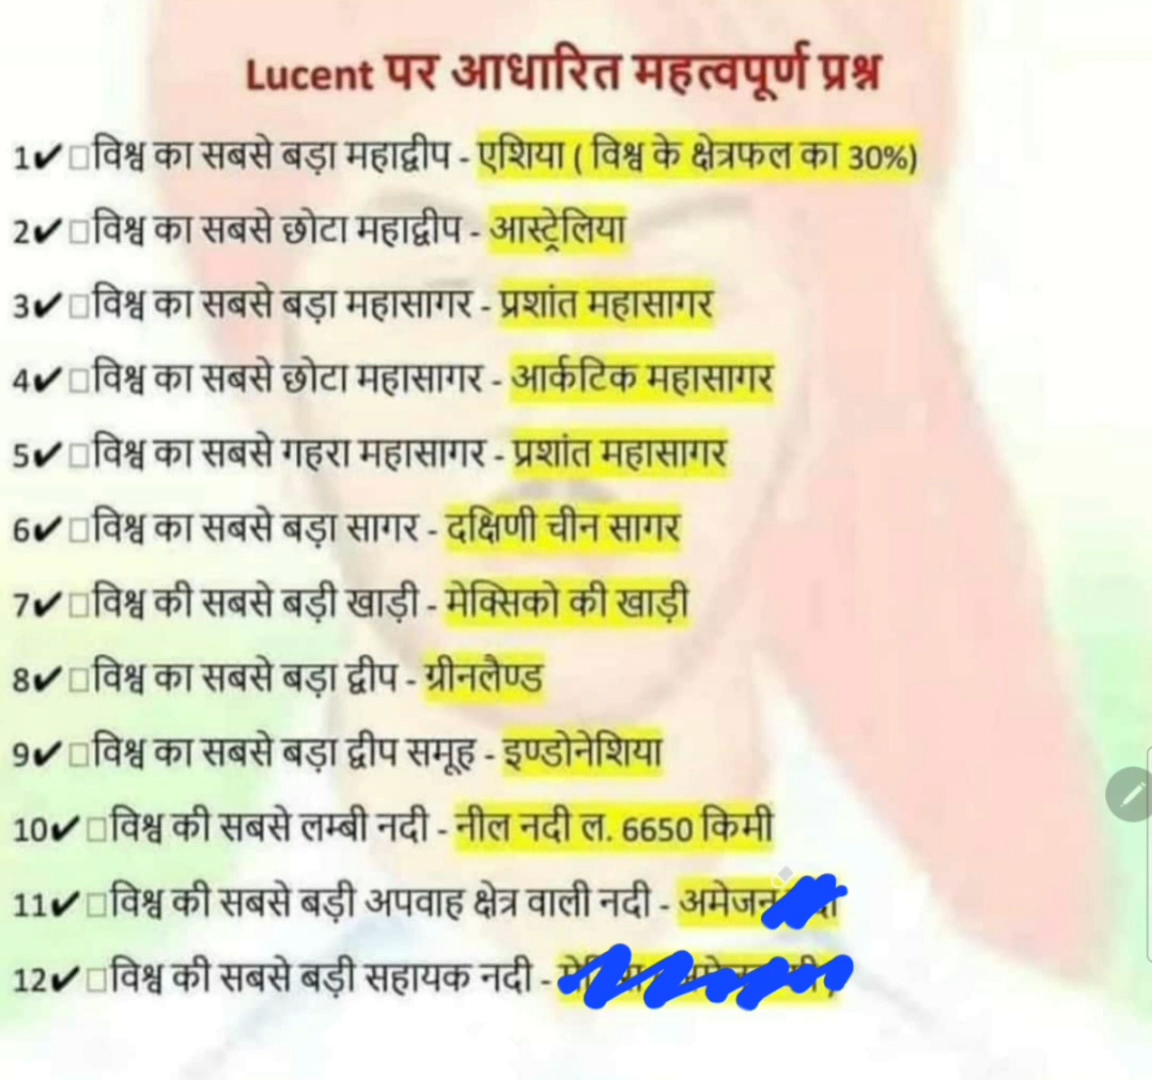 Lucent पर आधारित महत्वपूर्ण प्रश्न
1✔ □विश्व का सबसे बड़ा महाद्वीप - एशिया ( विश्व के क्षेत्रफल का 30%)
2✔ □विश्व का सबसे छोटा महाद्वीप - आस्ट्रेलिया
3✔ □विश्व का सबसे बड़ा महासागर - प्रशांत महासागर
4✔ □विश्व का सबसे छोटा महासागर - आर्कटिक महासागर
5✔ □विश्व का सबसे गहरा महासागर - प्रशांत महासागर
6✔ □विश्व का सबसे बड़ा सागर - दक्षिणी चीन सागर
7✔ □विश्व की सबसे बड़ी खाड़ी - मेक्सिको की खाड़ी
8✔ □विश्व का सबसे बड़ा द्वीप - ग्रीनलैण्ड
9✔ □विश्व का सबसे बड़ा द्वीप समूह - इण्डोनेशिया
10✔ □विश्व की सबसे लम्बी नदी - नील नदी ल. 6650 किमी
11✔ □विश्व की सबसे बड़ी अपवाह क्षेत्र वाली नदी - अमेजन
12✔ □विश्व की सबसे बड़ी सहायक नदी -